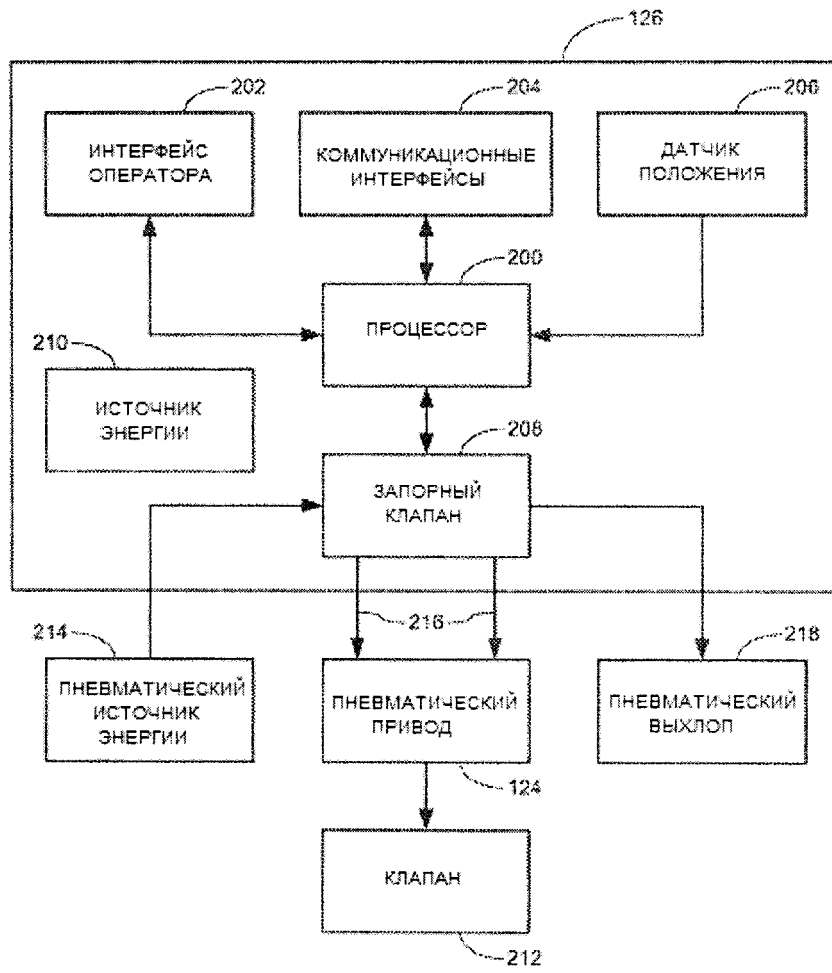 126
202
204
206
ИНТЕРФЕЙС
ОПЕРАТОРА
КОММУНИКАЦИОННЫЕ
ИНТЕРФЕЙСЫ
ДАТЧИК
ПОЛОЖЕНИЯ
200
ПРОЦЕССОР
210
ИСТОЧНИК
ЭНЕРГИИ
208
ЗАПОРНЫЙ
КЛАПАН
216
214
218
ПНЕВМАТИЧЕСКИЙ
ИСТОЧНИК
ЭНЕРГИИ
ПНЕВМАТИЧЕСКИЙ
ПРИВОД
ПНЕВМАТИЧЕСКИЙ
ВЫХЛОП
124
КЛАПАН
212